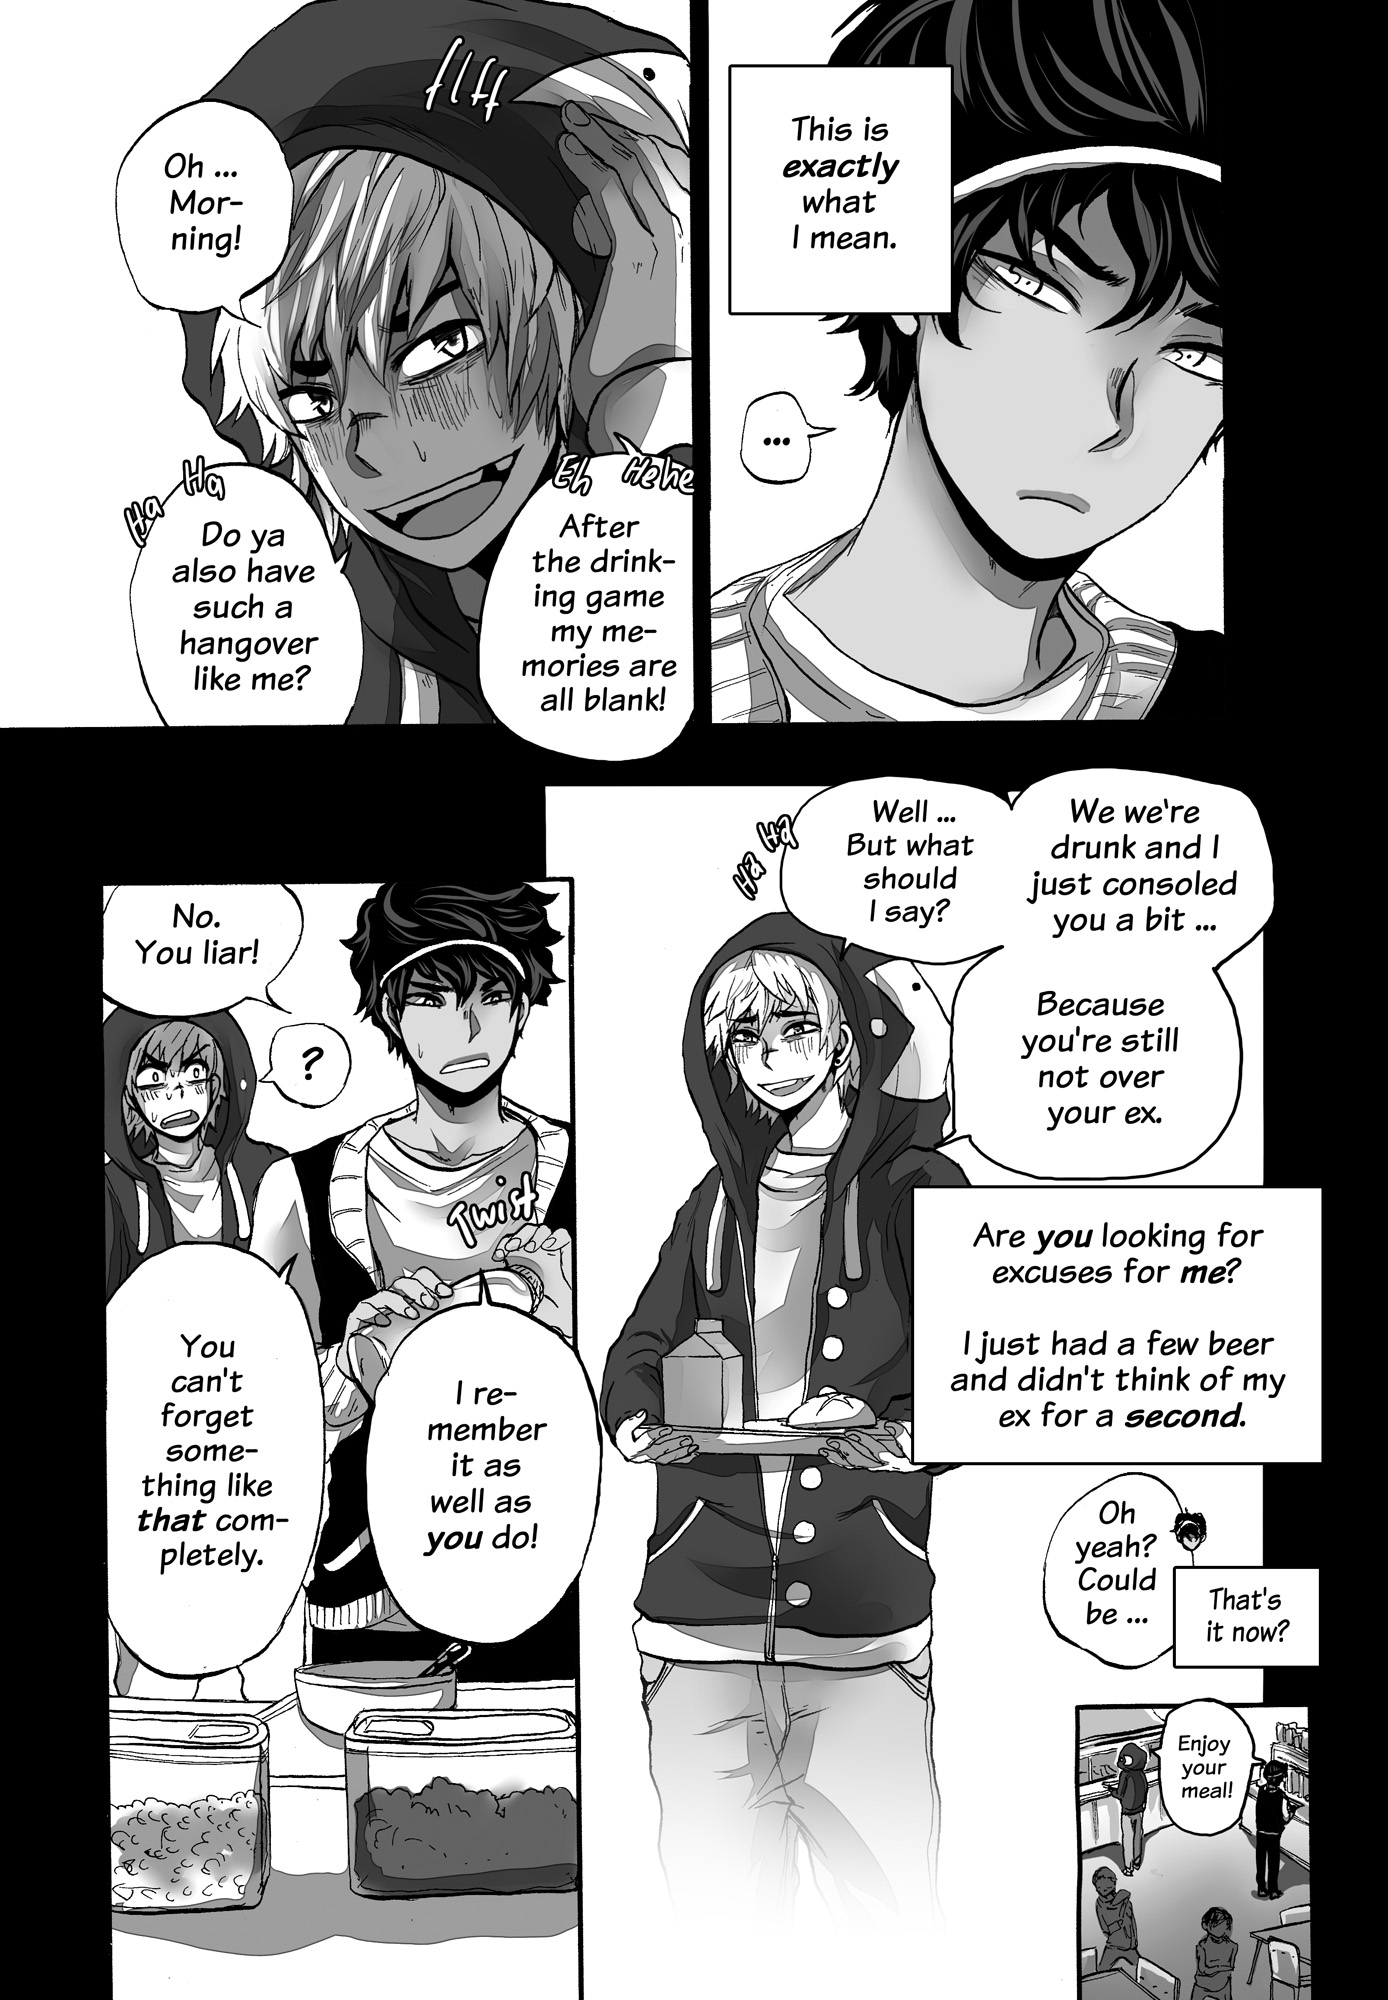 flff
Oh ...
Mor-
ning!
Ha Ha
Do ya
also have
such a
hangover
like me?
Eh Hehe
After
the drink-
ing game
my me-
mories are
all blank!
This is
exactly
what
I mean.
...
No.
You liar!
?
Twist
You
can't
forget
some-
thing like
that com-
pletely.
I re-
member
it as
well as
you do!
Ha Ha
Well ...
But what
should
I say?
We we're
drunk and I
just consoled
you a bit ...
Because
you're still
not over
your ex.
Are you looking for
excuses for me?
I just had a few beer
and didn't think of my
ex for a second.
Oh
yeah?
Could
be ...
That's
it now?
Enjoy
your
meal!